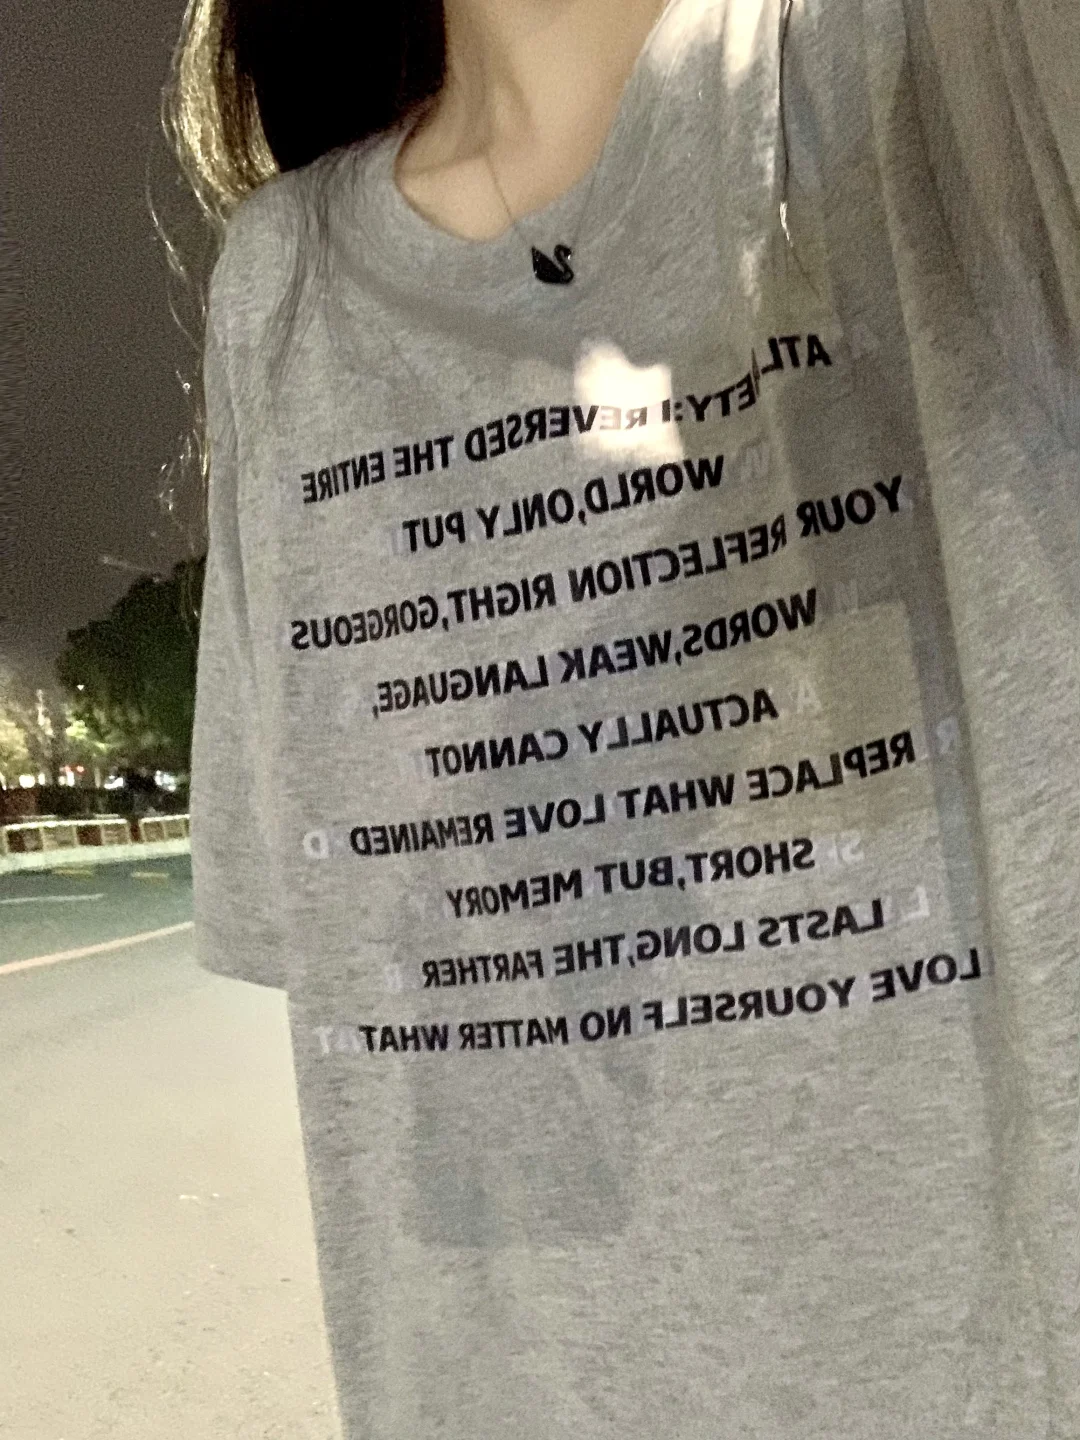 ATL
ETY:I REVERSED THE ENTIRE
WORLD,ONLY PUT
YOUR REFLECTION RIGHT,GORGEOUS
WORDS,WEAK LANGUAGE,
ACTUALLY CANNOT
REPLACE WHAT LOVE REMAINED
SHORT,BUT MEMORY
LASTS LONG,THE FARTHER
LOVE YOURSELF NO MATTER WHAT